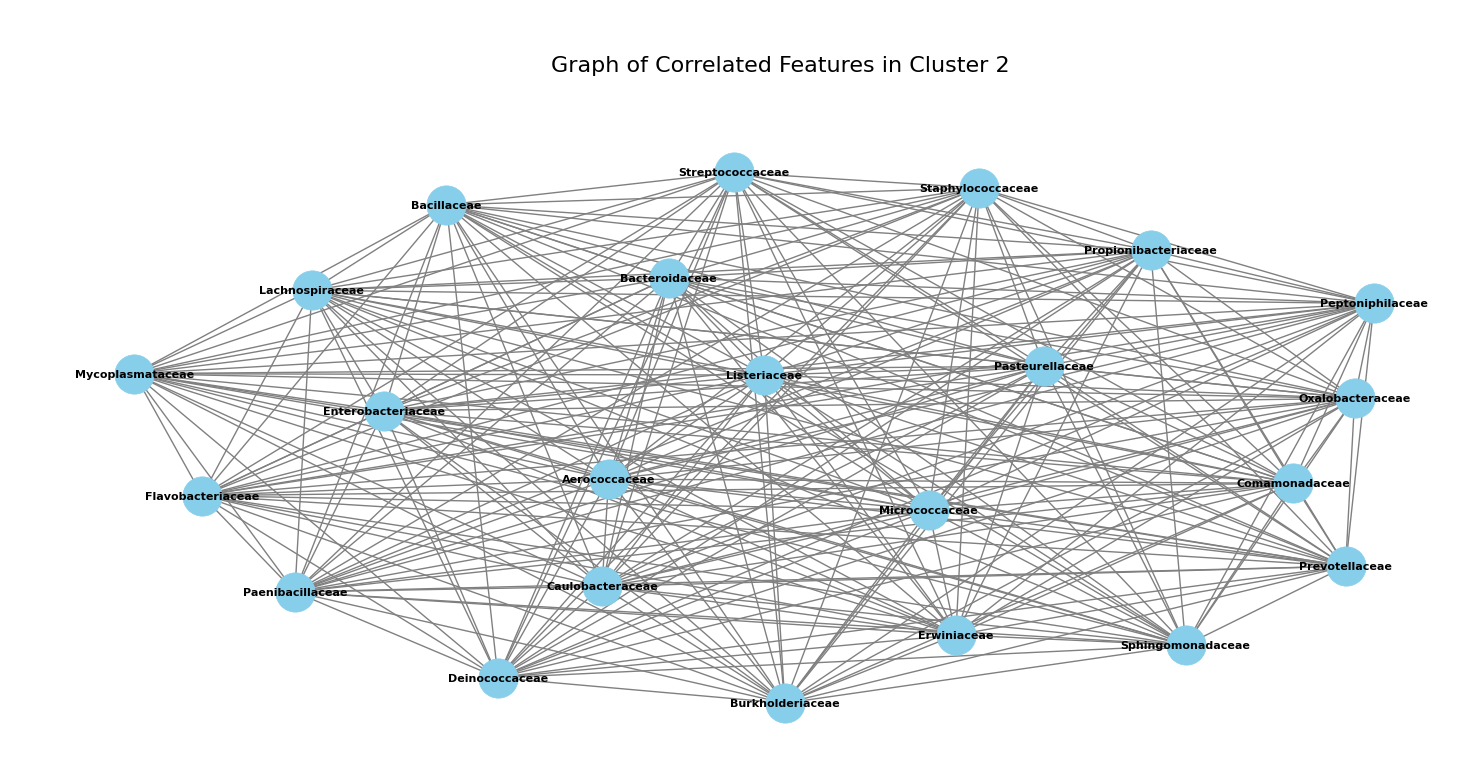 Graph of Correlated Features in Cluster 2
Streptococcaceae
Staphylococcaceae
Bacillaceae
Propionibacteriaceae
Bacteroidaceae
Lachnospiraceae
Peptoniphilaceae
Pasteurellaceae
Mycoplasmataceae
Listeriaceae
Oxalobacteraceae
Enterobacteriaceae
Aerococcaceae
Comamonadaceae
Flavobacteriaceae
Micrococcaceae
Prevotellaceae
Caulobacteraceae
Paenibacillaceae
Erwiniaceae
Sphingomonadaceae
Deinococcaceae
Burkholderiaceae